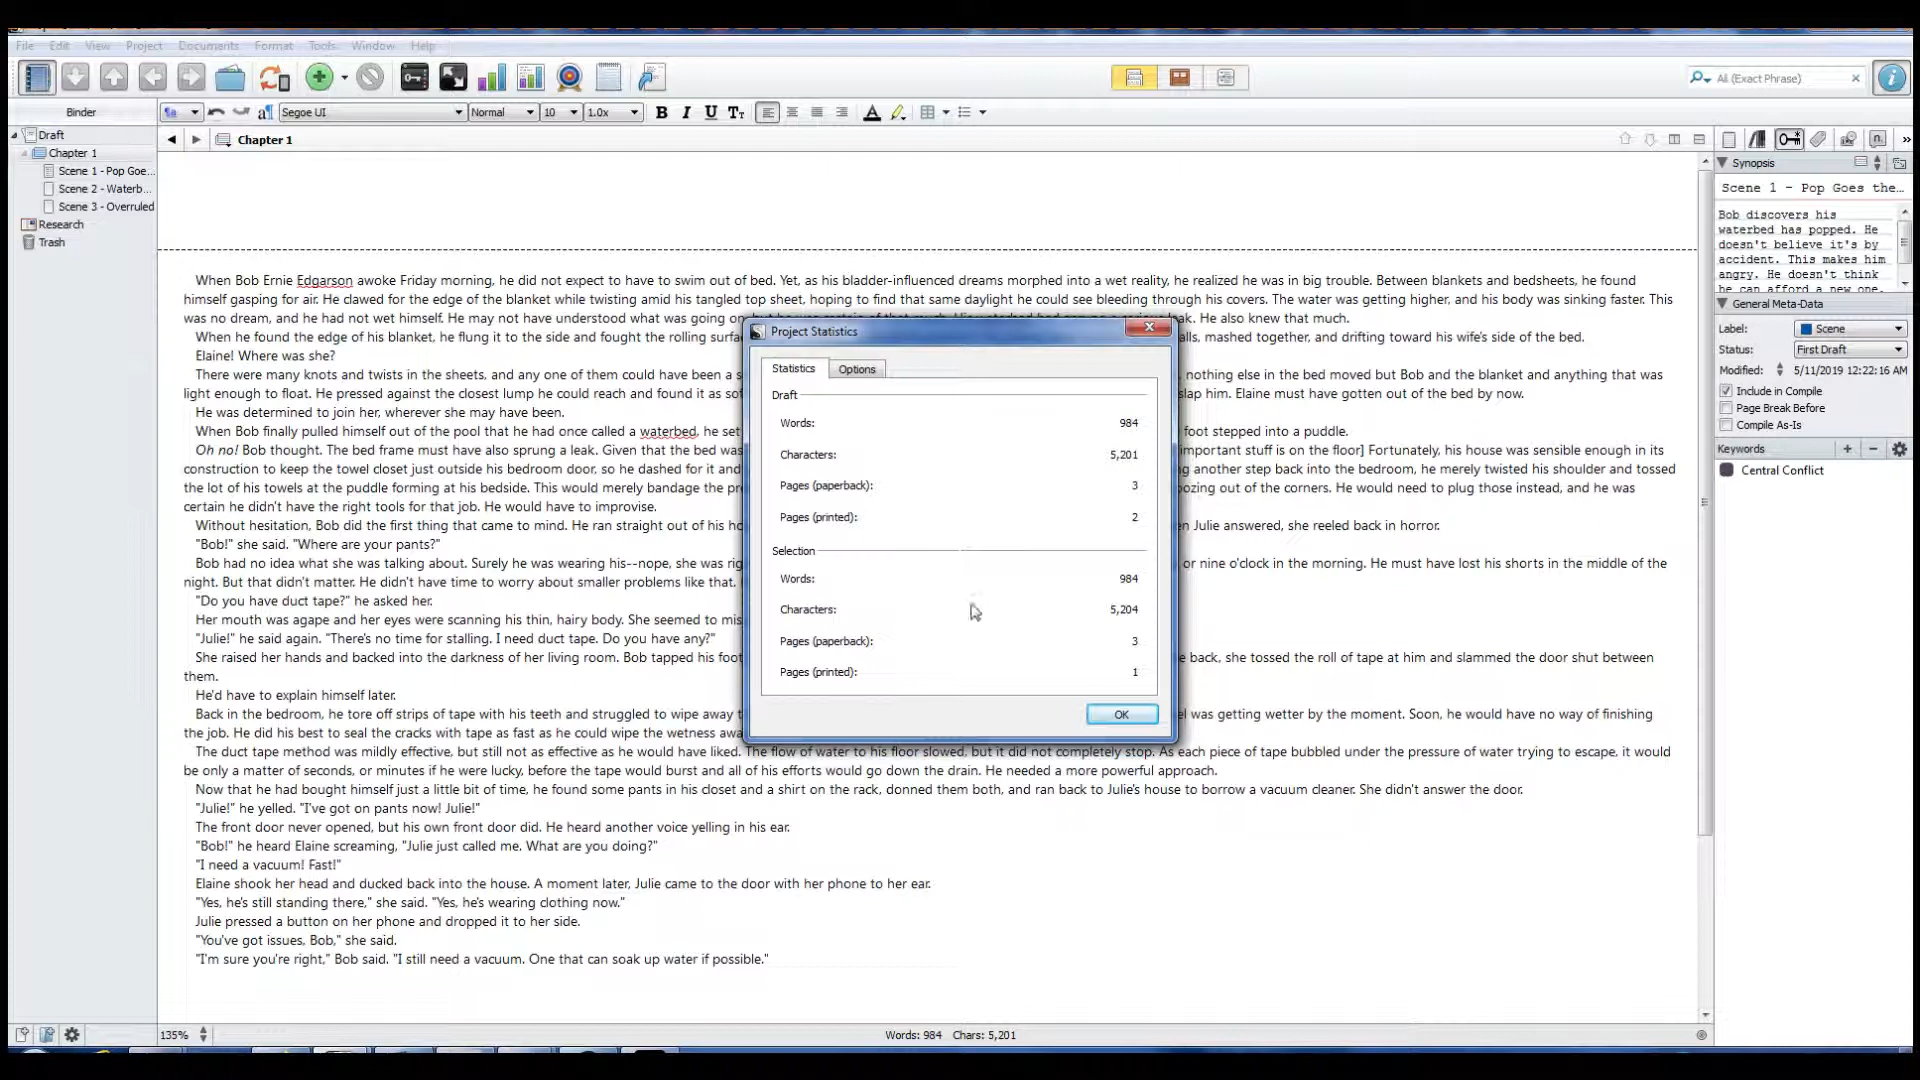 File Edit View Project Documents Format Tools Window Help
All (Exact Phrase)
Binder
Segoe UI Normal 10 1.0x B I U
Draft
Chapter 1
Scene 1 - Pop Goe...
Scene 2 - Waterb...
Scene 3 - Overruled
Research
Trash
Chapter 1
When Bob Ernie Edgarson awoke Friday morning, he did not expect to have to swim out of bed. Yet, as his bladder-influenced dreams morphed into a wet reality, he realized he was in big trouble. Between blankets and bedsheets, he found
himself gasping for air. He clawed for the edge of the blanket while twisting amid his tangled top sheet, hoping to find that same daylight he could see bleeding through his covers. The water was getting higher, and his body was sinking faster. This
was no dream, and he had not wet himself. He may not have understood what was going on eak. He also knew that much.
When he found the edge of his blanket, he flung it to the side and fought the rolling surfa alls, mashed together, and drifting toward his wife's side of the bed.
Elaine! Where was she?
There were many knots and twists in the sheets, and any one of them could have been a s , nothing else in the bed moved but Bob and the blanket and anything that was
light enough to float. He pressed against the closest lump he could reach and found it as sof slap him. Elaine must have gotten out of the bed by now.
He was determined to join her, wherever she may have been.
When Bob finally pulled himself out of the pool that he had once called a waterbed, he set foot stepped into a puddle.
Oh no! Bob thought. The bed frame must have also sprung a leak. Given that the bed was important stuff is on the floor] Fortunately, his house was sensible enough in its
construction to keep the towel closet just outside his bedroom door, so he dashed for it and ng another step back into the bedroom, he merely twisted his shoulder and tossed
the lot of his towels at the puddle forming at his bedside. This would merely bandage the pr oozing out of the corners. He would need to plug those instead, and he was
certain he didn't have the right tools for that job. He would have to improvise.
Without hesitation, Bob did the first thing that came to mind. He ran straight out of his ho en Julie answered, she reeled back in horror.
"Bob!" she said. "Where are your pants?"
Bob had no idea what she was talking about. Surely he was wearing his--nope, she was rig or nine o'clock in the morning. He must have lost his shorts in the middle of the
night. But that didn't matter. He didn't have time to worry about smaller problems like that.
"Do you have duct tape?" he asked her.
Her mouth was agape and her eyes were scanning his thin, hairy body. She seemed to mis
"Julie!" he said again. "There's no time for stalling. I need duct tape. Do you have any?"
She raised her hands and backed into the darkness of her living room. Bob tapped his foot e back, she tossed the roll of tape at him and slammed the door shut between
them.
He'd have to explain himself later.
Back in the bedroom, he tore off strips of tape with his teeth and struggled to wipe away t el was getting wetter by the moment. Soon, he would have no way of finishing
the job. He did his best to seal the cracks with tape as fast as he could wipe the wetness awa
The duct tape method was mildly effective, but still not as effective as he would have liked. The flow of water to his floor slowed, but it did not completely stop. As each piece of tape bubbled under the pressure of water trying to escape, it would
be only a matter of seconds, or minutes if he were lucky, before the tape would burst and all of his efforts would go down the drain. He needed a more powerful approach.
Now that he had bought himself just a little bit of time, he found some pants in his closet and a shirt on the rack, donned them both, and ran back to Julie's house to borrow a vacuum cleaner. She didn't answer the door.
"Julie!" he yelled. "I've got on pants now! Julie!"
The front door never opened, but his own front door did. He heard another voice yelling in his ear.
"Bob!" he heard Elaine screaming, "Julie just called me. What are you doing?"
"I need a vacuum! Fast!"
Elaine shook her head and ducked back into the house. A moment later, Julie came to the door with her phone to her ear.
"Yes, he's still standing there," she said. "Yes, he's wearing clothing now."
Julie pressed a button on her phone and dropped it to her side.
"You've got issues, Bob," she said.
"I'm sure you're right," Bob said. "I still need a vacuum. One that can soak up water if possible."
Project Statistics
Statistics Options
Draft
Words: 984
Characters: 5,201
Pages (paperback): 3
Pages (printed): 2
Selection
Words: 984
Characters: 5,204
Pages (paperback): 3
Pages (printed): 1
OK
Synopsis
Scene 1 - Pop Goes the...
Bob discovers his
waterbed has popped. He
doesn't believe it's by
accident. This makes him
angry. He doesn't think
he can afford a new one.
General Meta-Data
Label: Scene
Status: First Draft
Modified: 5/11/2019 12:22:16 AM
Include in Compile
Page Break Before
Compile As-Is
Keywords
Central Conflict
135%
Words: 984 Chars: 5,201